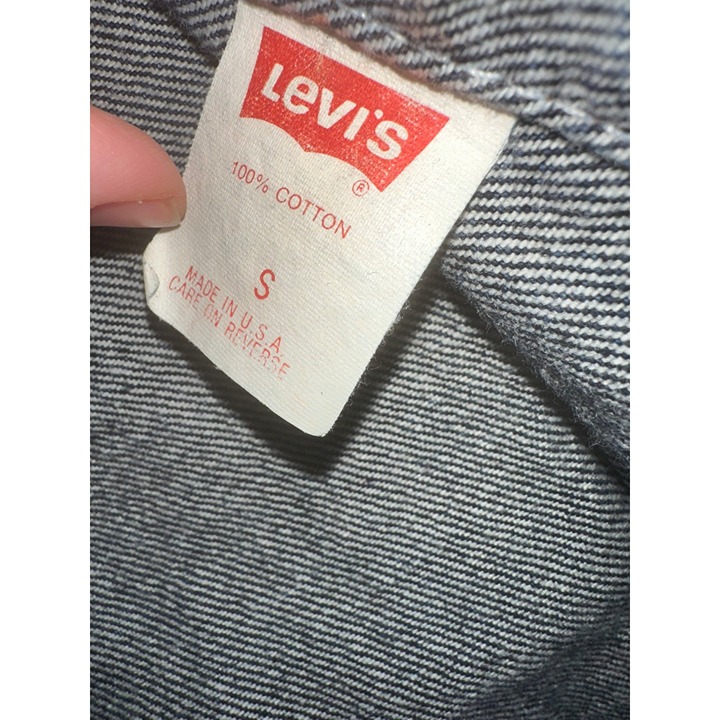 Levi's
®
100% COTTON
S
MADE IN U.S.A.
CARE ON REVERSE